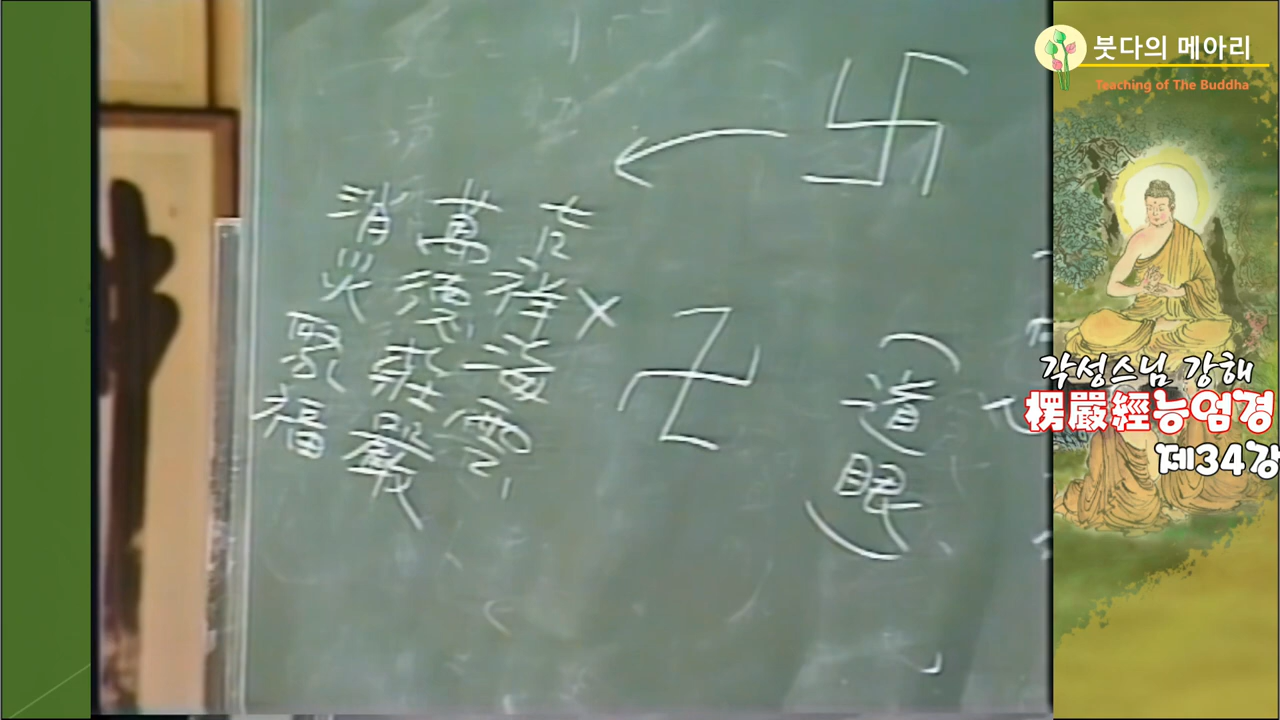 붓다의 메아리
Teaching of The Buddha
각성스님 강해
楞嚴經능엄경
제34강
卐
(道眼)
卍
吉祥海雲
萬德莊嚴
消災聚福